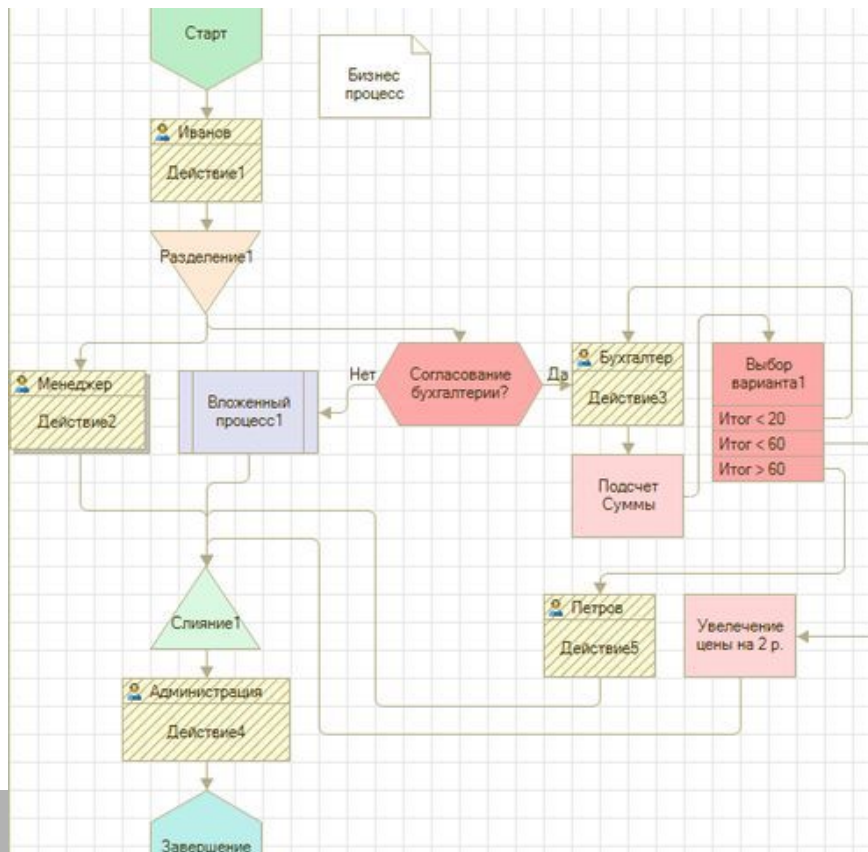 Старт
Бизнес
процесс
Иванов
Действие1
Разделение1
Менеджер
Действие2
Вложенный
процесс1
Нет
Согласование
бухгалтерии?
Да
Бухгалтер
Действие3
Выбор
варианта1
Итог < 20
Итог < 60
Итог > 60
Подсчет
Суммы
Слияние1
Петров
Действие5
Увелечение
цены на 2 р.
Администрация
Действие4
Завершение